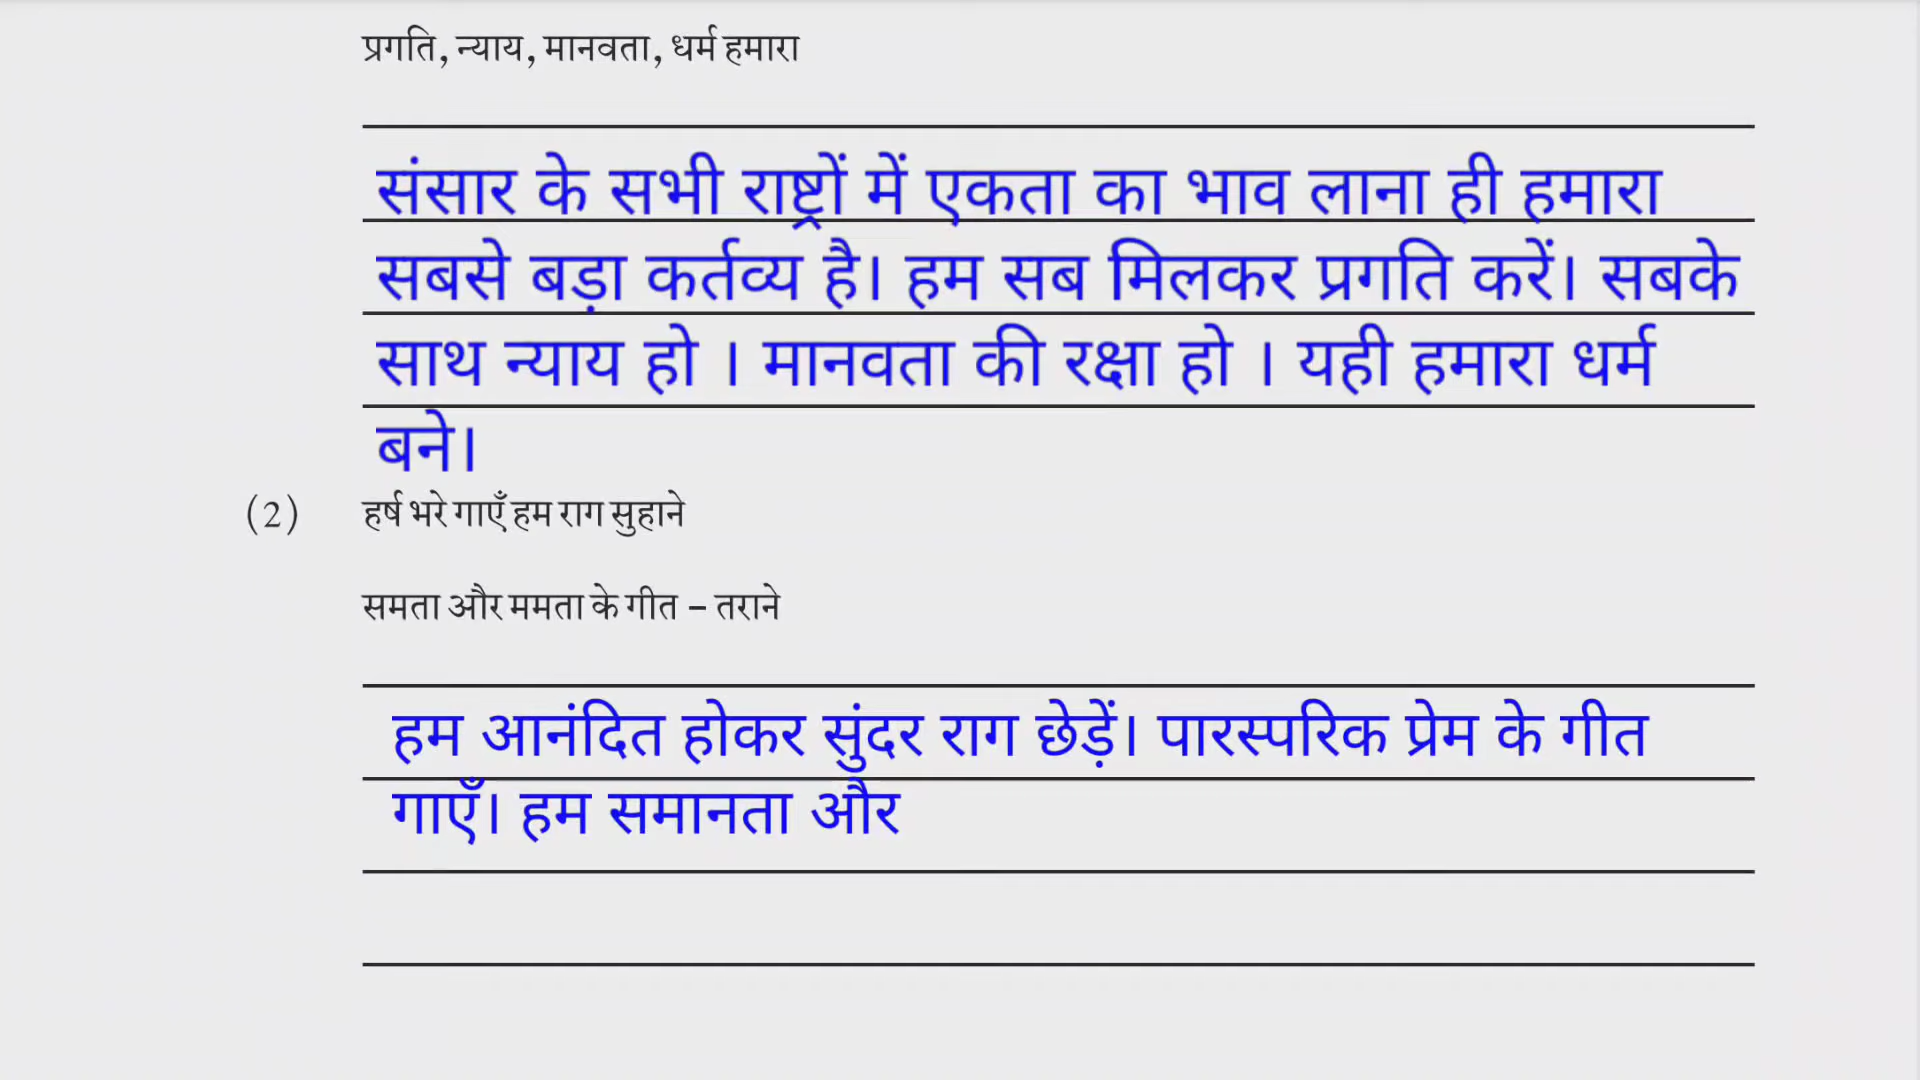 प्रगति, न्याय, मानवता, धर्म हमारा
संसार के सभी राष्ट्रों में एकता का भाव लाना ही हमारा
सबसे बड़ा कर्तव्य है। हम सब मिलकर प्रगति करें। सबके
साथ न्याय हो । मानवता की रक्षा हो । यही हमारा धर्म
बने।
(2) हर्ष भरे गाएँ हम राग सुहाने
समता और ममता के गीत – तराने
हम आनंदित होकर सुंदर राग छेड़ें। पारस्परिक प्रेम के गीत
गाएँ। हम समानता और